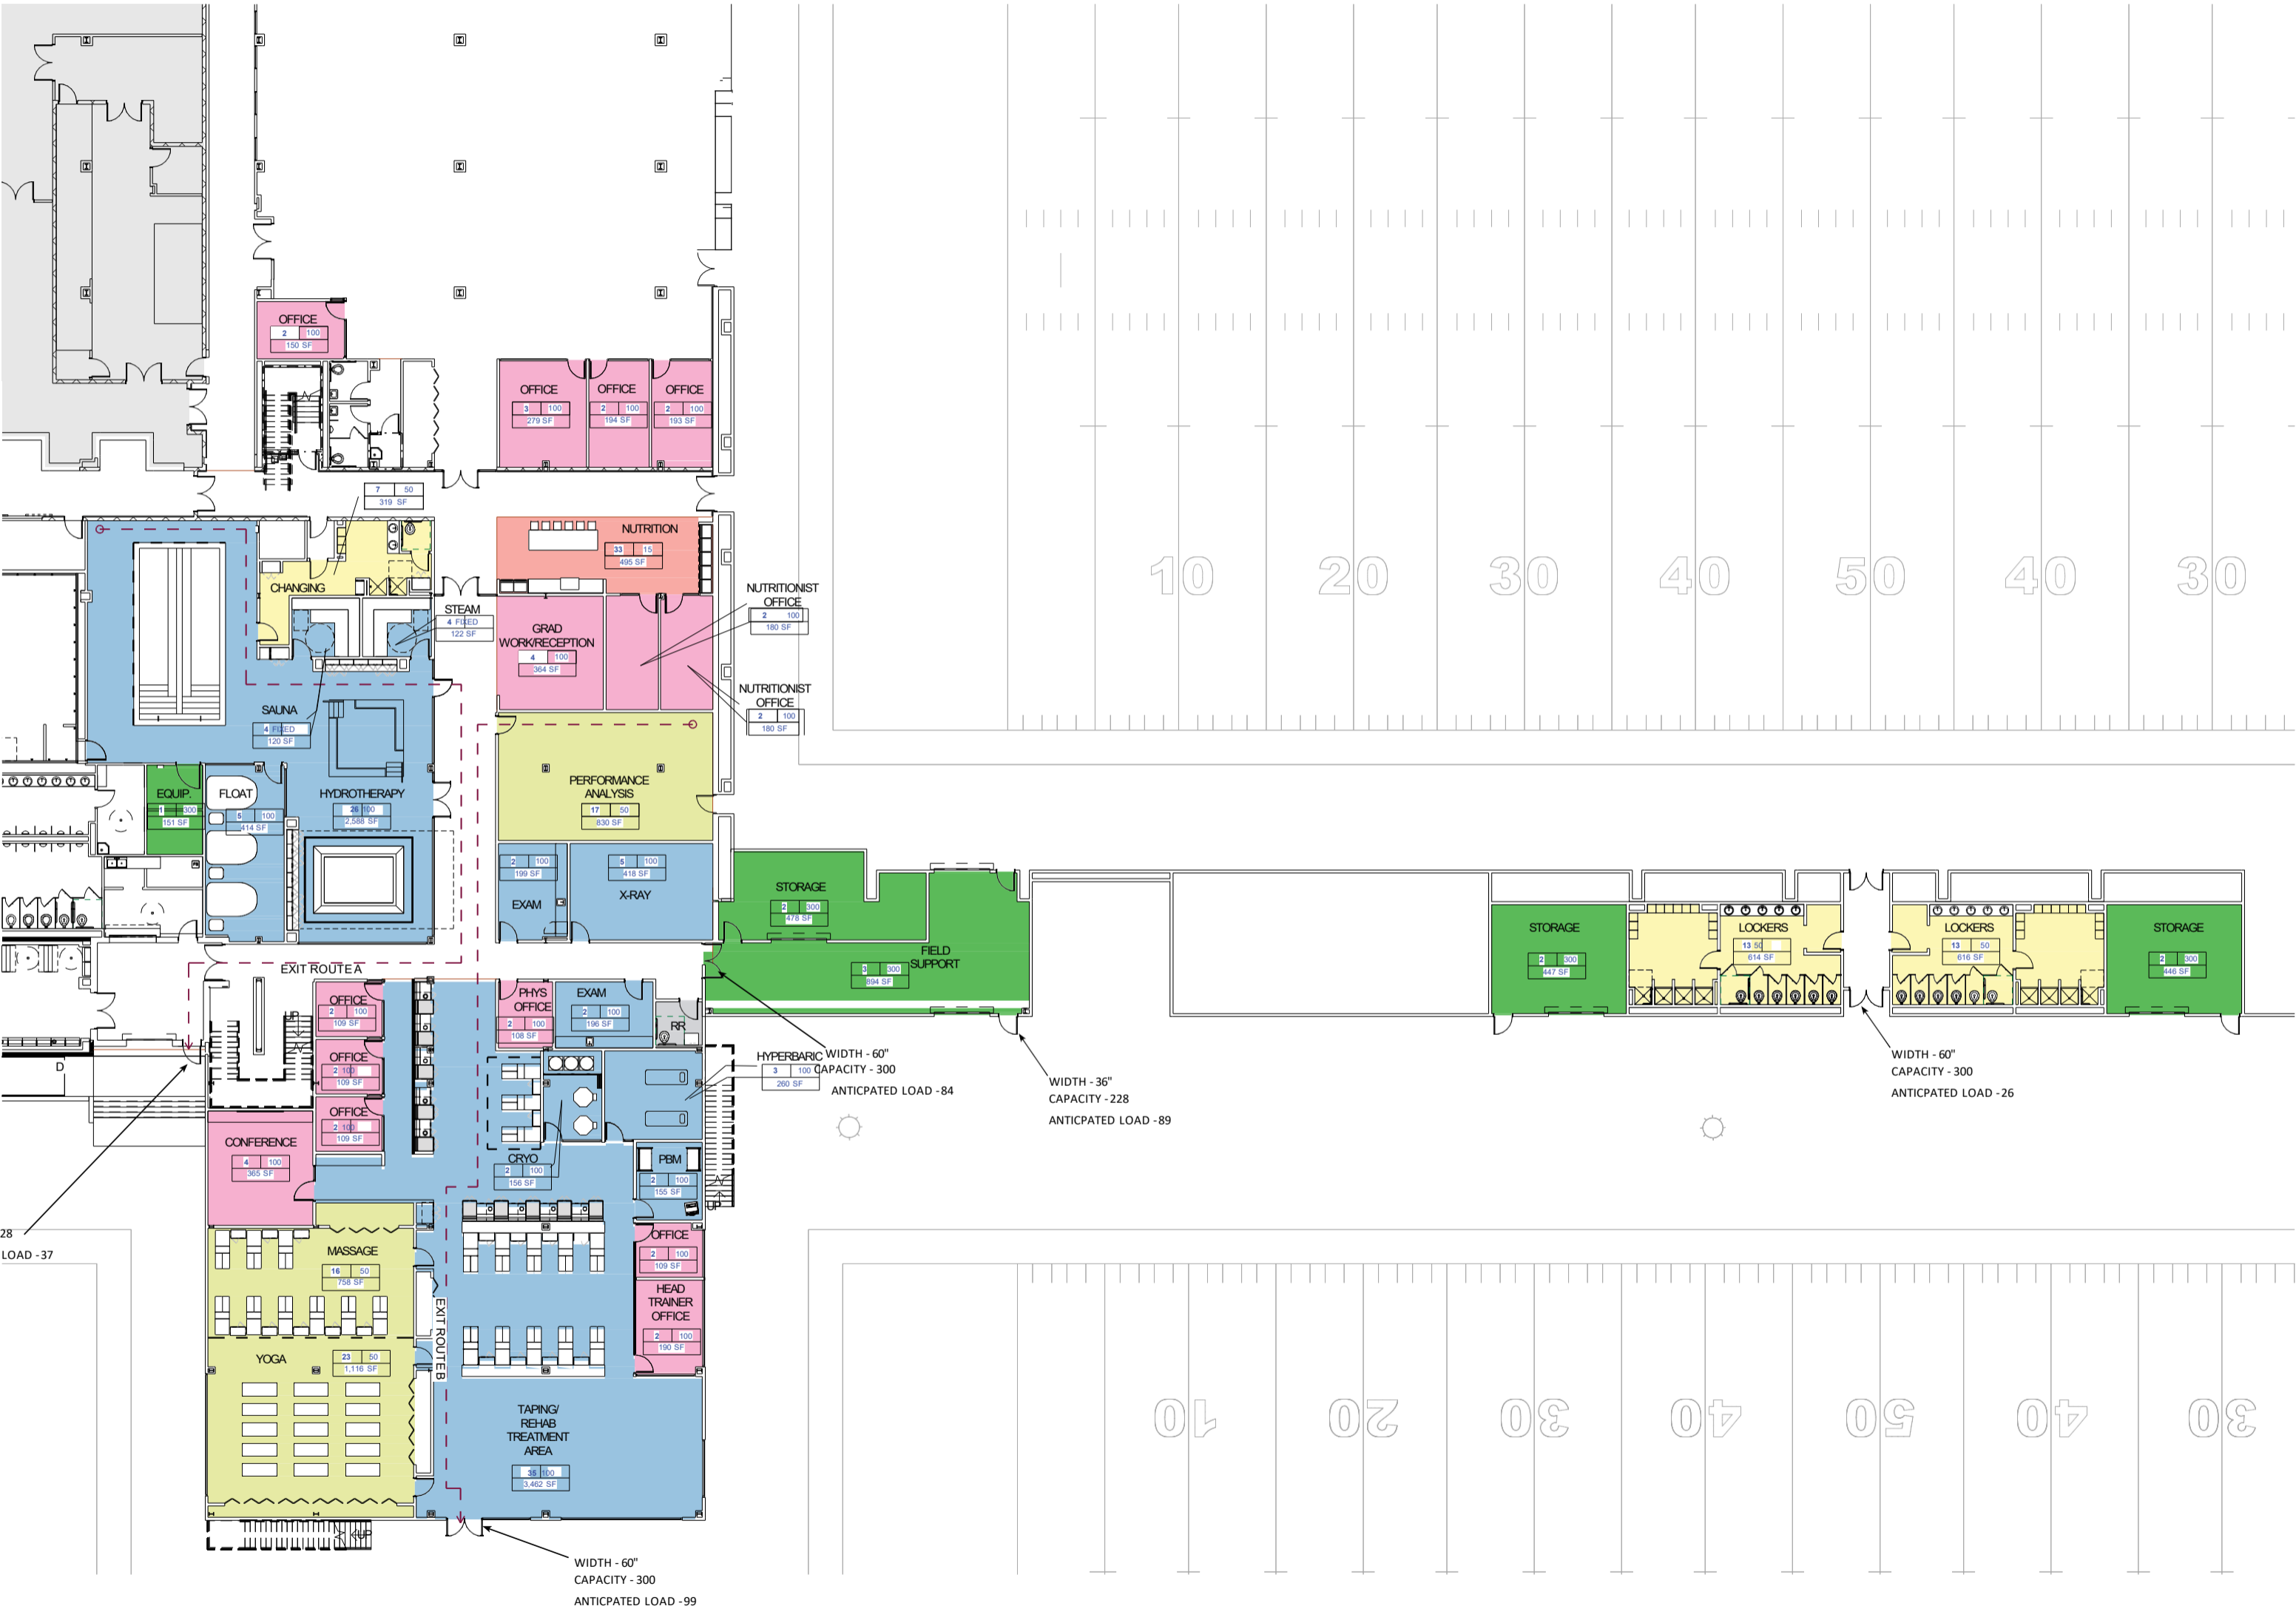 OFFICE
2 100
150 SF
OFFICE
3 100
279 SF
OFFICE
2 100
194 SF
OFFICE
2 100
193 SF
7 50
319 SF
NUTRITION
33 15
495 SF
CHANGING
STEAM
4 FIXED
122 SF
NUTRITIONIST
OFFICE
2 100
180 SF
GRAD
WORK/RECEPTION
4 100
364 SF
NUTRITIONIST
OFFICE
2 100
180 SF
SAUNA
4 FIXED
120 SF
10 20 30 40 50 40 30
EQUIP.
1 300
151 SF
FLOAT
5 100
414 SF
HYDROTHERAPY
26 100
2,588 SF
PERFORMANCE
ANALYSIS
17 50
830 SF
2 100
199 SF
EXAM
5 100
418 SF
X-RAY
STORAGE
2 300
478 SF
FIELD
SUPPORT
3 300
894 SF
STORAGE
2 300
447 SF
LOCKERS
13 50
614 SF
LOCKERS
13 50
616 SF
STORAGE
2 300
446 SF
EXIT ROUTE A
OFFICE
2 100
109 SF
PHYS
OFFICE
2 100
108 SF
EXAM
2 100
196 SF
RR
UP
OFFICE
2 100
109 SF
HYPERBARIC
3 100
260 SF
WIDTH - 60"
CAPACITY - 300
ANTICPATED LOAD - 84
WIDTH - 36"
CAPACITY - 228
ANTICPATED LOAD - 89
WIDTH - 60"
CAPACITY - 300
ANTICPATED LOAD - 26
D
OFFICE
2 100
109 SF
CONFERENCE
4 100
365 SF
CRYO
2 100
156 SF
PBM
2 100
155 SF
UP
28
LOAD - 37
MASSAGE
16 50
758 SF
OFFICE
2 100
109 SF
HEAD
TRAINER
OFFICE
2 100
190 SF
EXIT ROUTE B
YOGA
23 50
1,116 SF
TAPING/
REHAB
TREATMENT
AREA
35 100
3,462 SF
10 20 30 40 50 40 30
UP
WIDTH - 60"
CAPACITY - 300
ANTICPATED LOAD - 99